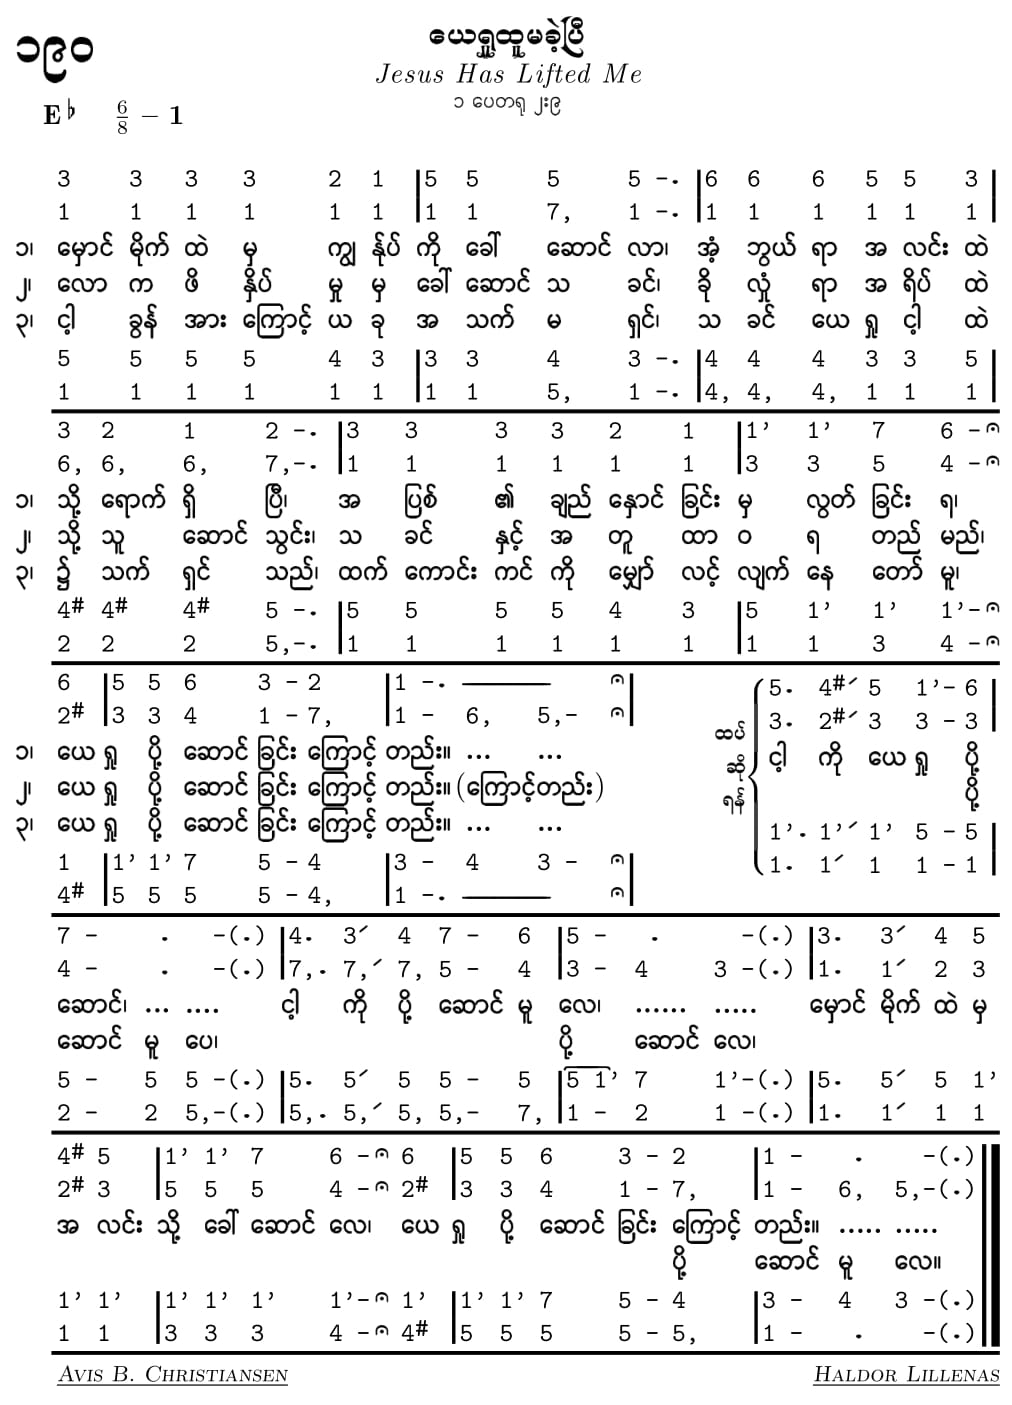 ၁၉၀
ယေရှုထူမခဲ့ပြီ
Jesus Has Lifted Me
၁ ပေတရု ၂း၉
E♭ 6/8 – 1
3 3 3 3 2 1 |5 5 5 5 -. |6 6 6 5 5 3 |
1 1 1 1 1 1 |1 1 7, 1 -. |1 1 1 1 1 1 |
၁၊ မှောင် မိုက် ထဲ မှ ကျွ န်ုပ် ကို ခေါ် ဆောင် လာ၊ အံ့ ဘွယ် ရာ အ လင်း ထဲ
၂၊ လော က ဖိ နှိပ် မှု မှ ခေါ် ဆောင် သ ခင်၊ ခို လှုံ ရာ အ ရိပ် ထဲ
၃၊ ငါ့ ခွန် အား ကြောင့် ယ ခု အ သက် မ ရှင်၊ သ ခင် ယေ ရှု ငါ့ ထဲ
5 5 5 5 4 3 |3 3 4 3 -. |4 4 4 3 3 5 |
1 1 1 1 1 1 |1 1 5, 1 -. |4, 4, 4, 1 1 1 |
3 2 1 2 -. |3 3 3 3 2 1 |1’ 1’ 7 6 -𝄐
6, 6, 6, 7,-. |1 1 1 1 1 1 |3 3 5 4 -𝄐
၁၊ သို့ ရောက် ရှိ ပြီ၊ အ ပြစ် ၏ ချည် နှောင် ခြင်း မှ လွတ် ခြင်း ရ၊
၂၊ သို့ သူ ဆောင် သွင်း၊ သ ခင် နှင့် အ တူ ထာ ဝ ရ တည် မည်၊
၃၊ ၌ သက် ရှင် သည်၊ ထက် ကောင်း ကင် ကို မျှော် လင့် လျက် နေ တော် မူ၊
4# 4# 4# 5 -. |5 5 5 5 4 3 |5 1’ 1’ 1’-𝄐
2 2 2 5,-. |1 1 1 1 1 1 |1 1 3 4 -𝄐
6 |5 5 6 3 - 2 |1 -. ——— 𝄐|
2# |3 3 4 1 - 7, |1 - 6, 5,- 𝄐|
၁၊ ယေ ရှု ပို့ ဆောင် ခြင်း ကြောင့် တည်း။ ... ...
၂၊ ယေ ရှု ပို့ ဆောင် ခြင်း ကြောင့် တည်း။ (ကြောင့်တည်း)
၃၊ ယေ ရှု ပို့ ဆောင် ခြင်း ကြောင့် တည်း။ ... ...
1 |1’ 1’ 7 5 - 4 |3 - 4 3 - 𝄐|
4# |5 5 5 5 - 4, |1 -. ——— 𝄐|
ထပ် ဆို ရန်
5. 4#ˊ 5 1’- 6 |
3. 2#ˊ 3 3 - 3 |
ငါ့ ကို ယေ ရှု ပို့
ပို့
1’. 1’ˊ 1’ 5 - 5 |
1. 1ˊ 1 1 - 1 |
7 - . -(.) |4. 3ˊ 4 7 - 6 |5 - . -(.) |3. 3ˊ 4 5
4 - . -(.) |7,. 7,ˊ 7, 5 - 4 |3 - 4 3 -(.) |1. 1ˊ 2 3
ဆောင်၊ ... .... ငါ့ ကို ပို့ ဆောင် မူ လေ၊ ...... ..... မှောင် မိုက် ထဲ မှ
ဆောင် မူ ပေ၊ ပို့ ဆောင် လေ၊
5 - 5 5 -(.) |5. 5ˊ 5 5 - 5 |5 1’ 7 1’-(.) |5. 5ˊ 5 1’
2 - 2 5,-(.) |5,. 5,ˊ 5, 5,- 7, |1 - 2 1 -(.) |1. 1ˊ 1 1
4# 5 |1’ 1’ 7 6 -𝄐 6 |5 5 6 3 - 2 |1 - . -(.)
2# 3 |5 5 5 4 -𝄐 2# |3 3 4 1 - 7, |1 - 6, 5,-(.)
အ လင်း သို့ ခေါ် ဆောင် လေ၊ ယေ ရှု ပို့ ဆောင် ခြင်း ကြောင့် တည်း။ ..... .....
ပို့ ဆောင် မူ လေ။
1’ 1’ |1’ 1’ 1’ 1’-𝄐 1’ |1’ 1’ 7 5 - 4 |3 - 4 3 -(.)
1 1 |3 3 3 4 -𝄐 4# |5 5 5 5 - 5, |1 - . -(.)
AVIS B. CHRISTIANSEN HALDOR LILLENAS